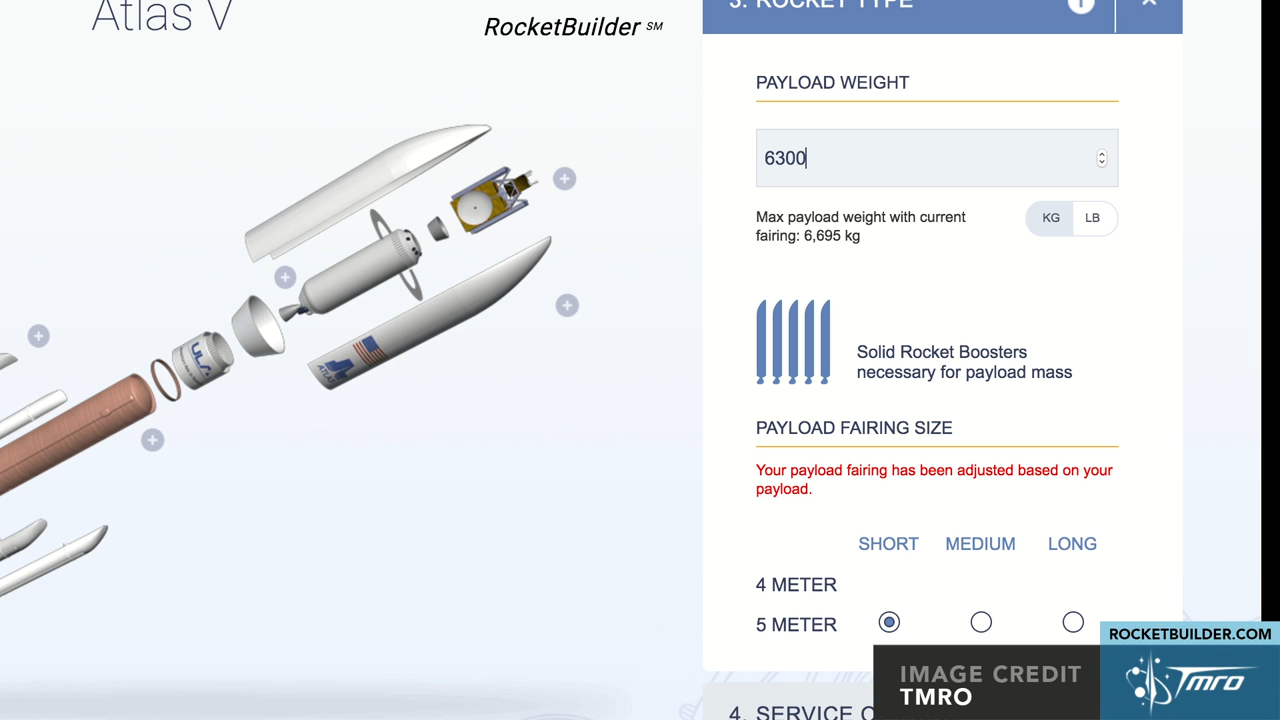 Atlas V
RocketBuilder SM
3. ROCKET TYPE
PAYLOAD WEIGHT
6300
Max payload weight with current
fairing: 6,695 kg
KG LB
Solid Rocket Boosters
necessary for payload mass
PAYLOAD FAIRING SIZE
Your payload fairing has been adjusted based on your
payload.
SHORT MEDIUM LONG
4 METER
5 METER
ULA
ATLAS
ROCKETBUILDER.COM
IMAGE CREDIT
TMRO
TMRO
4. SERVICE